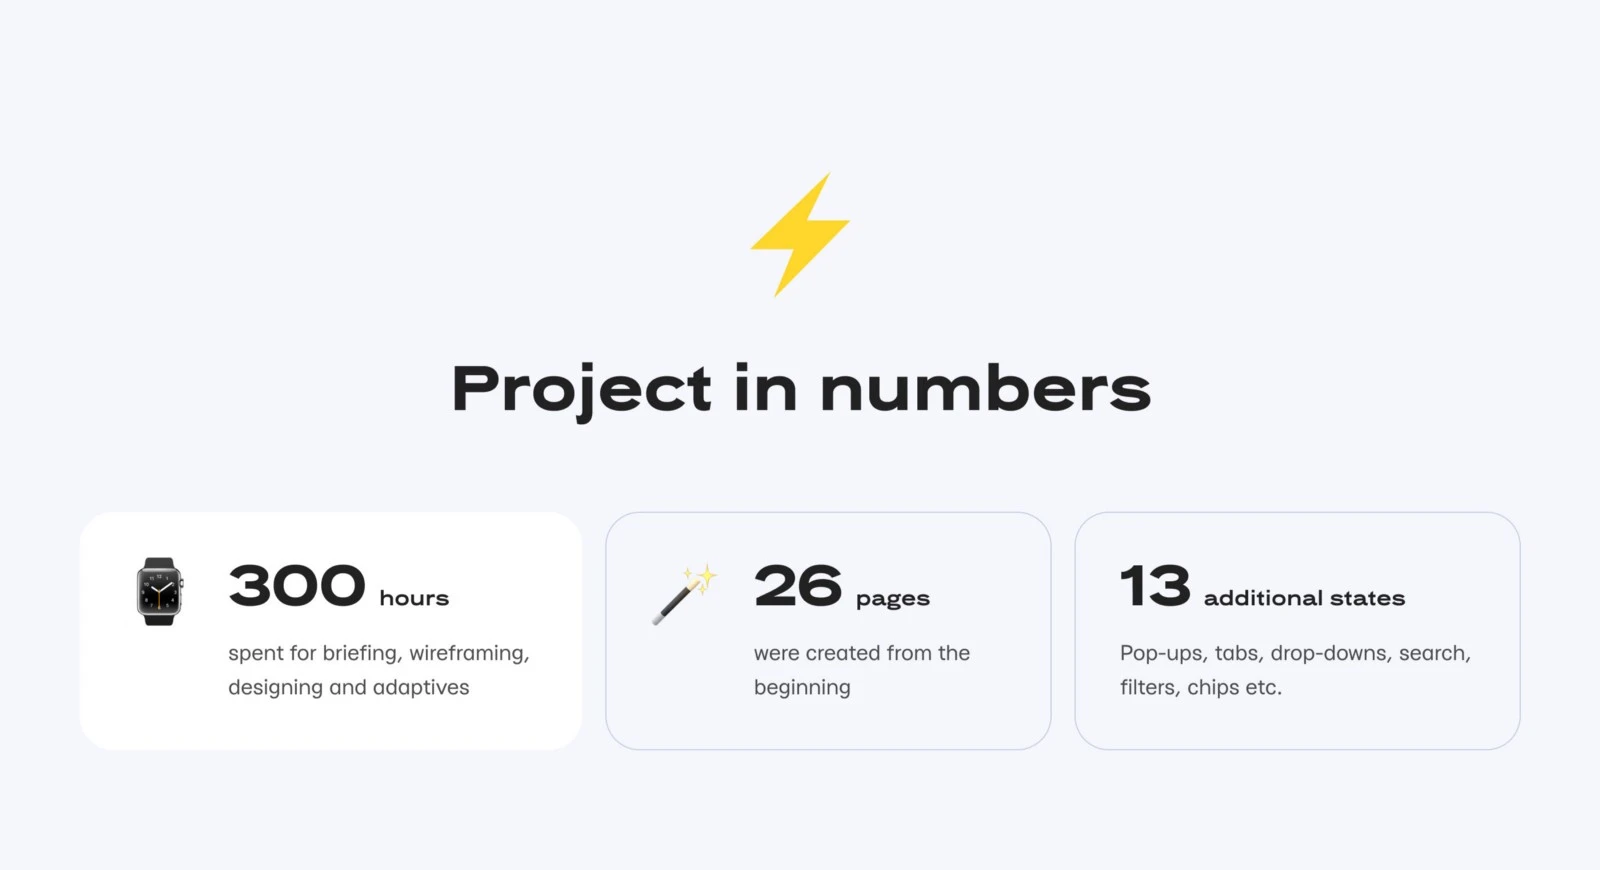 Project in numbers
300 hours
spent for briefing, wireframing,
designing and adaptives
26 pages
were created from the
beginning
13 additional states
Pop-ups, tabs, drop-downs, search,
filters, chips etc.